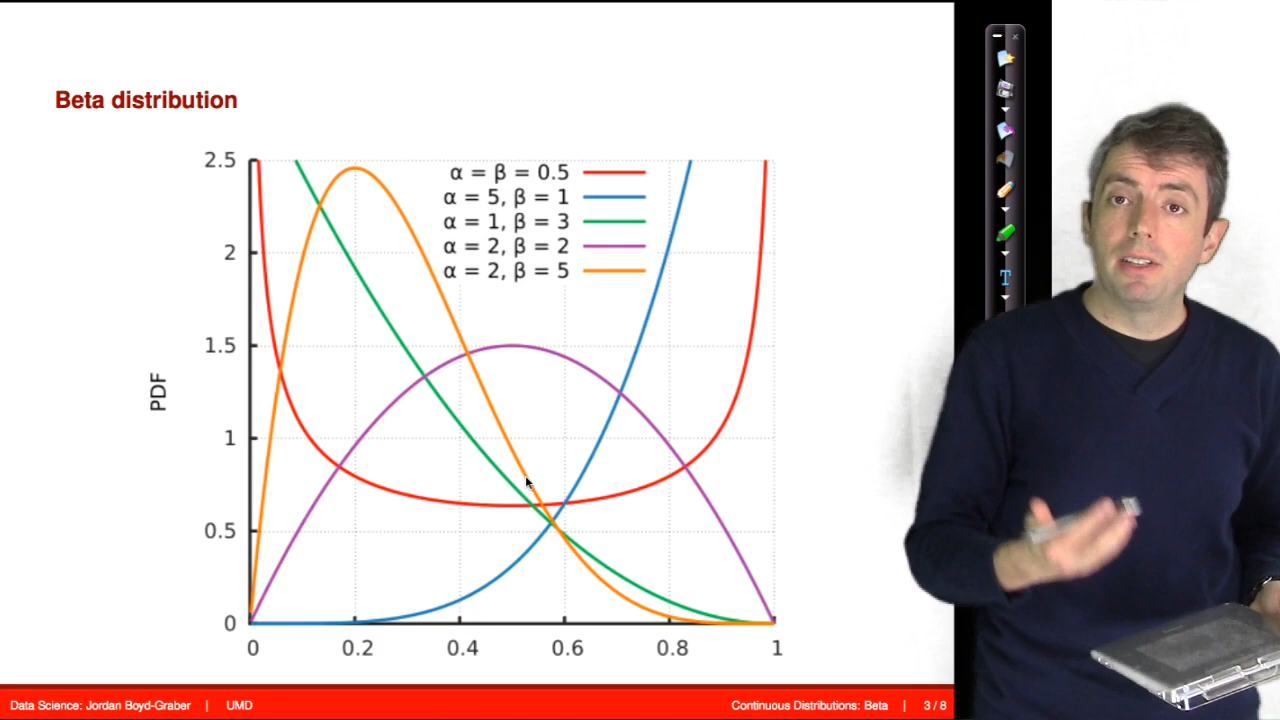 Beta distribution
2.5
2
1.5
1
0.5
0
PDF
α = β = 0.5
α = 5, β = 1
α = 1, β = 3
α = 2, β = 2
α = 2, β = 5
0 0.2 0.4 0.6 0.8 1
T
Data Science: Jordan Boyd-Graber | UMD
Continuous Distributions: Beta | 3 / 8